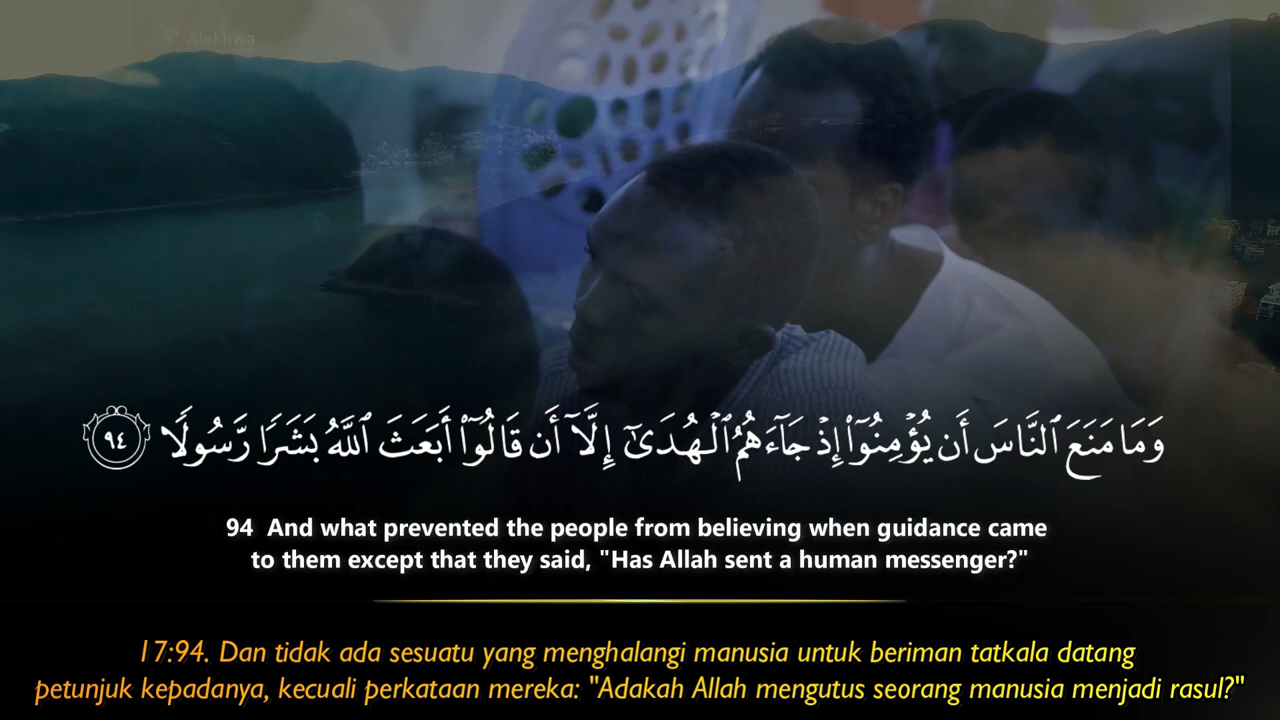 Alekhwa
وَمَا مَنَعَ ٱلنَّاسَ أَن يُؤْمِنُوٓا۟ إِذْ جَآءَهُمُ ٱلْهُدَىٰٓ إِلَّآ أَن قَالُوٓا۟ أَبَعَثَ ٱللَّهُ بَشَرًا رَّسُولًا ٩٤
94 And what prevented the people from believing when guidance came
to them except that they said, "Has Allah sent a human messenger?"
17:94. Dan tidak ada sesuatu yang menghalangi manusia untuk beriman tatkala datang
petunjuk kepadanya, kecuali perkataan mereka: "Adakah Allah mengutus seorang manusia menjadi rasul?"